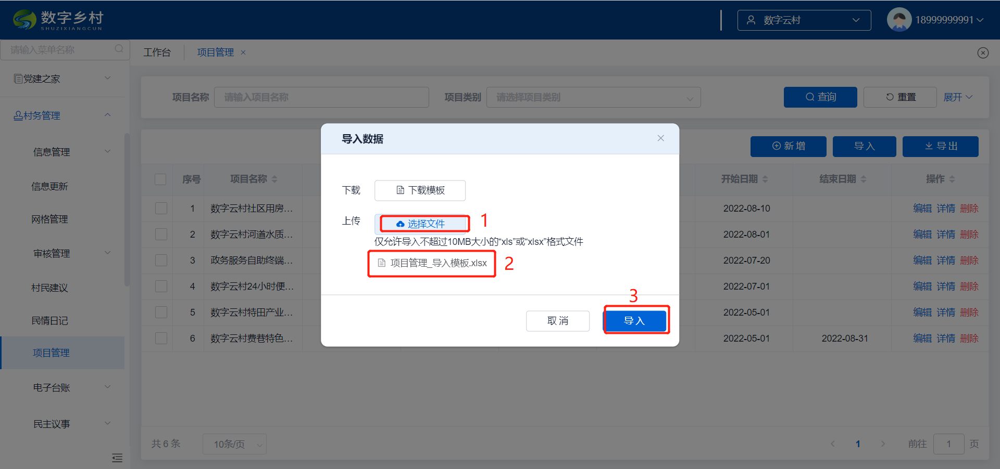 数字乡村
SHUZIXIANGCUN
数字云村
18999999991
请输入菜单名称
工作台
项目管理
党建之家
村务管理
信息管理
信息更新
网格管理
审核管理
村民建议
民情日记
项目管理
电子台账
民主议事
项目名称 请输入项目名称 项目类别 请选择项目类别 查询 重置 展开
新增 导入 导出
序号 项目名称 开始日期 结束日期 操作
1 数字云村社区用房... 2022-08-10 编辑 详情 删除
2 数字云村河道水质... 2022-08-01 编辑 详情 删除
3 政务服务自助终端... 2022-07-20 编辑 详情 删除
4 数字云村24小时便... 2022-07-01 编辑 详情 删除
5 数字云村特田产业... 2022-05-01 编辑 详情 删除
6 数字云村费巷特色... 2022-05-01 2022-08-31 编辑 详情 删除
共 6 条 10条/页 1 前往 1 页
导入数据
下载 下载模板
上传 选择文件 1
仅允许导入不超过10MB大小的“xls”或“xlsx”格式文件
项目管理_导入模板.xlsx 2
3
取消 导入